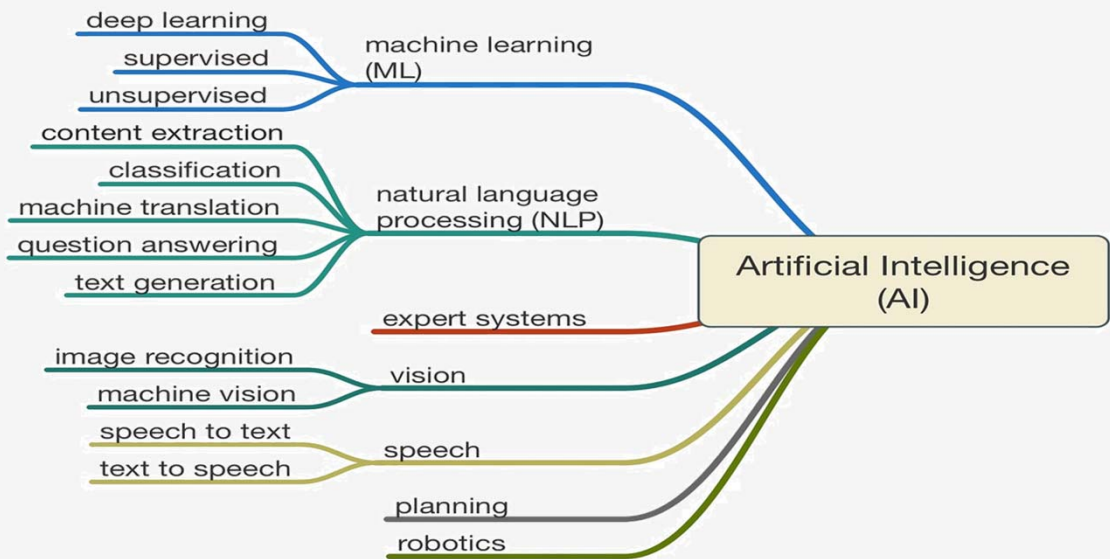 deep learning
supervised
unsupervised
machine learning
(ML)
content extraction
classification
machine translation
question answering
text generation
natural language
processing (NLP)
Artificial Intelligence
(AI)
expert systems
image recognition
machine vision
vision
speech to text
text to speech
speech
planning
robotics